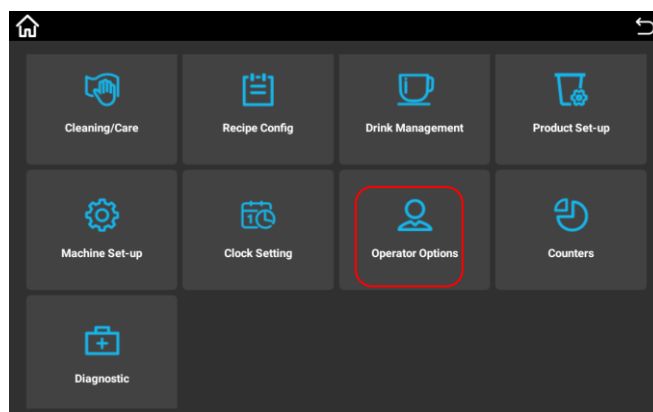 Cleaning/Care
Recipe Config
Drink Management
Product Set-up
Machine Set-up
Clock Setting
Operator Options
Counters
Diagnostic